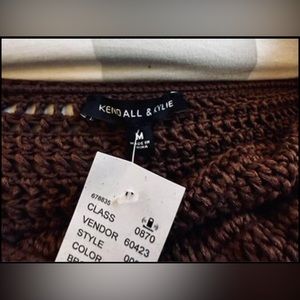 KENDALL & KYLIE
M
MADE IN
678835
CLASS 0870
VENDOR 60423
STYLE
COLOR